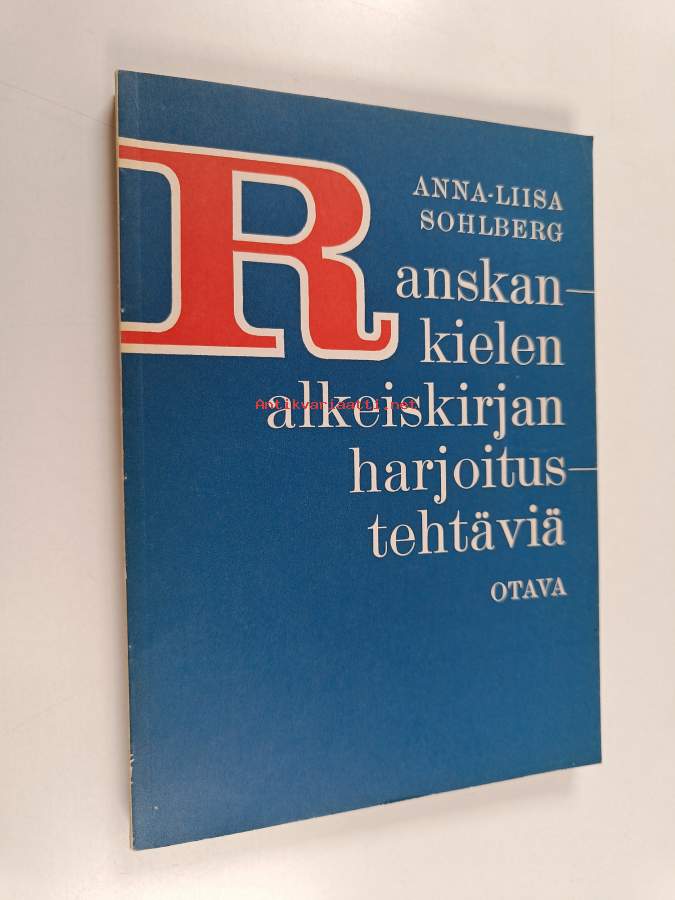 ANNA-LIISA
SOHLBERG
Ranskan-
kielen
alkeiskirjan
harjoitus-
tehtäviä
OTAVA
Antikvariaatti.net